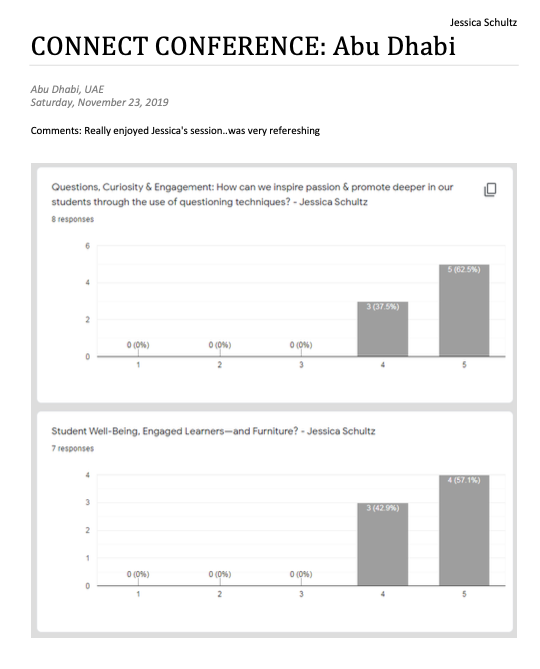 Jessica Schultz
CONNECT CONFERENCE: Abu Dhabi
Abu Dhabi, UAE
Saturday, November 23, 2019
Comments: Really enjoyed Jessica's session..was very refereshing
Questions, Curiosity & Engagement: How can we inspire passion & promote deeper in our
students through the use of questioning techniques? - Jessica Schultz
8 responses
6
4
2
0
0 (0%)
0 (0%)
0 (0%)
3 (37.5%)
5 (62.5%)
1
2
3
4
5
Student Well-Being, Engaged Learners—and Furniture? - Jessica Schultz
7 responses
4
3
2
1
0
0 (0%)
0 (0%)
0 (0%)
3 (42.9%)
4 (57.1%)
1
2
3
4
5